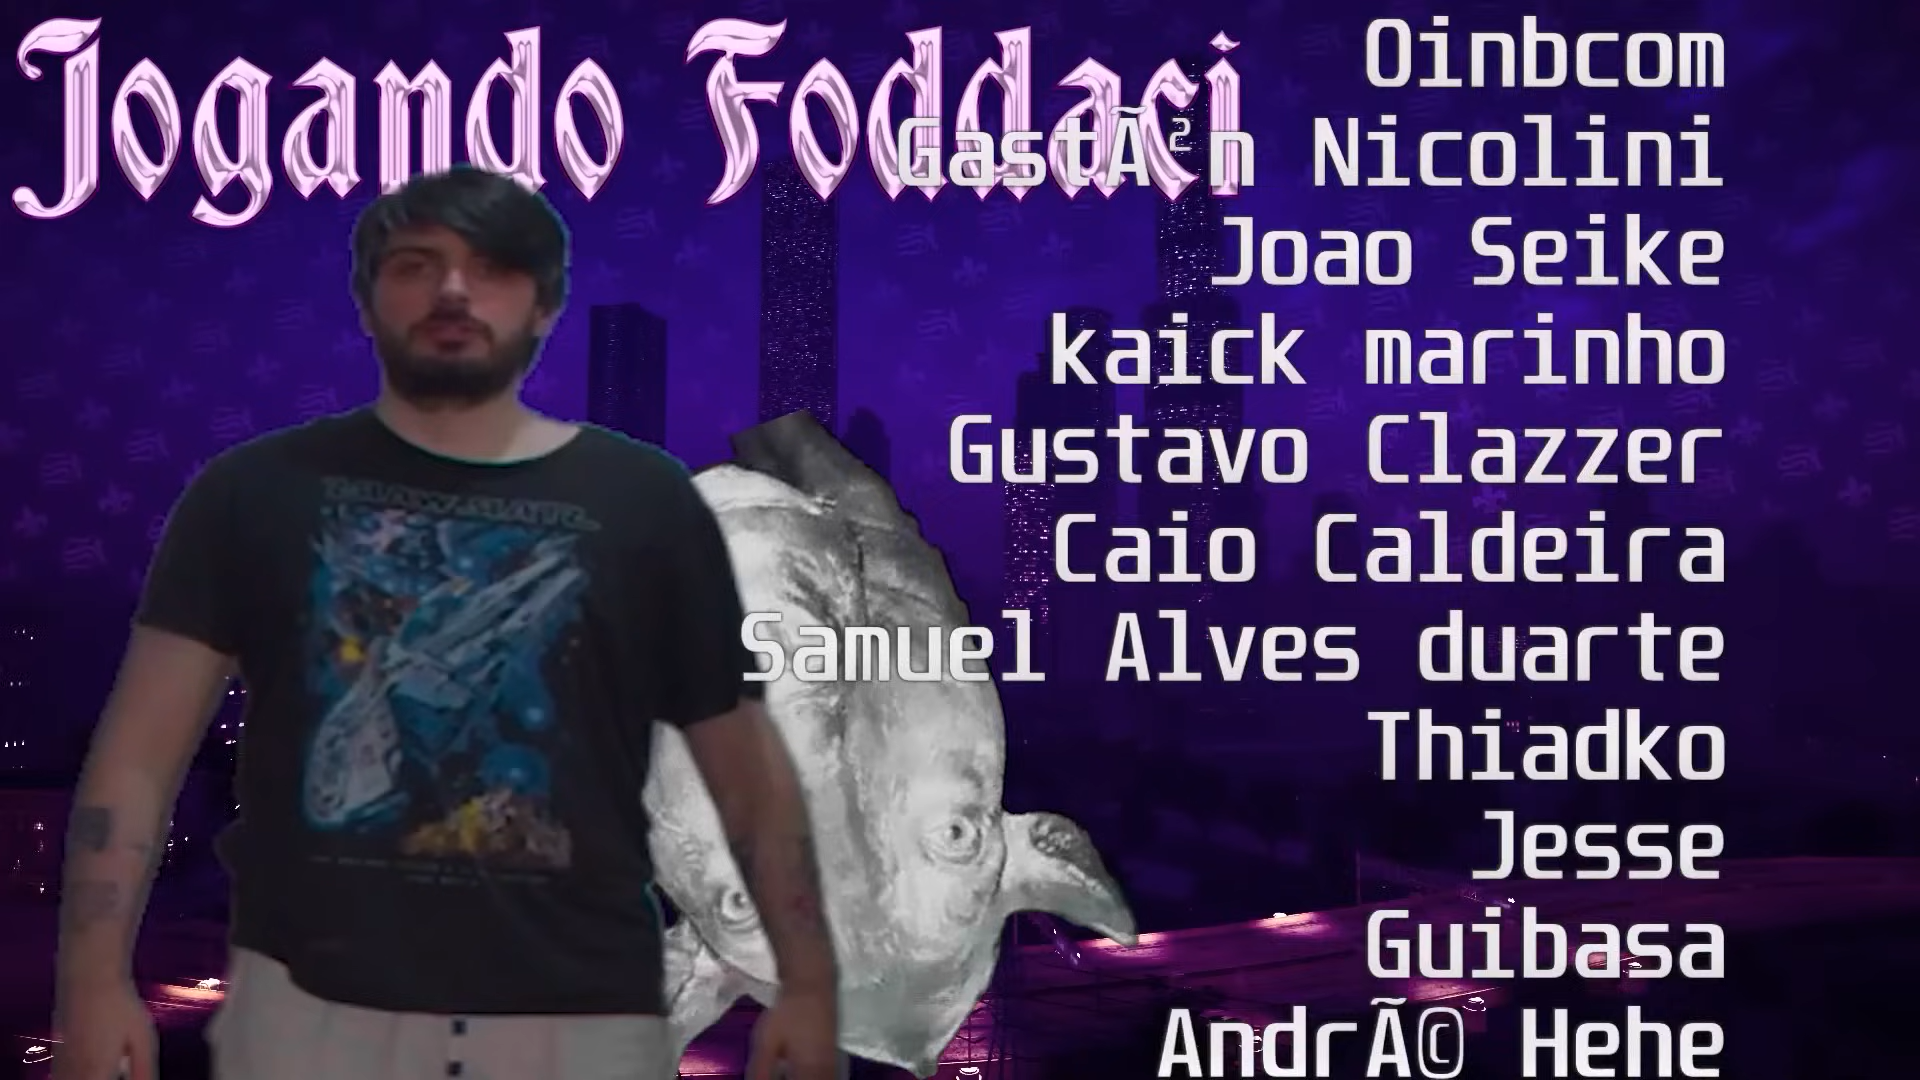 Jogando Foddaci
Oinbcom
GastÃ²n Nicolini
Joao Seike
kaick marinho
Gustavo Clazzer
Caio Caldeira
Samuel Alves duarte
Thiadko
Jesse
Guibasa
AndrÃ© Hehe